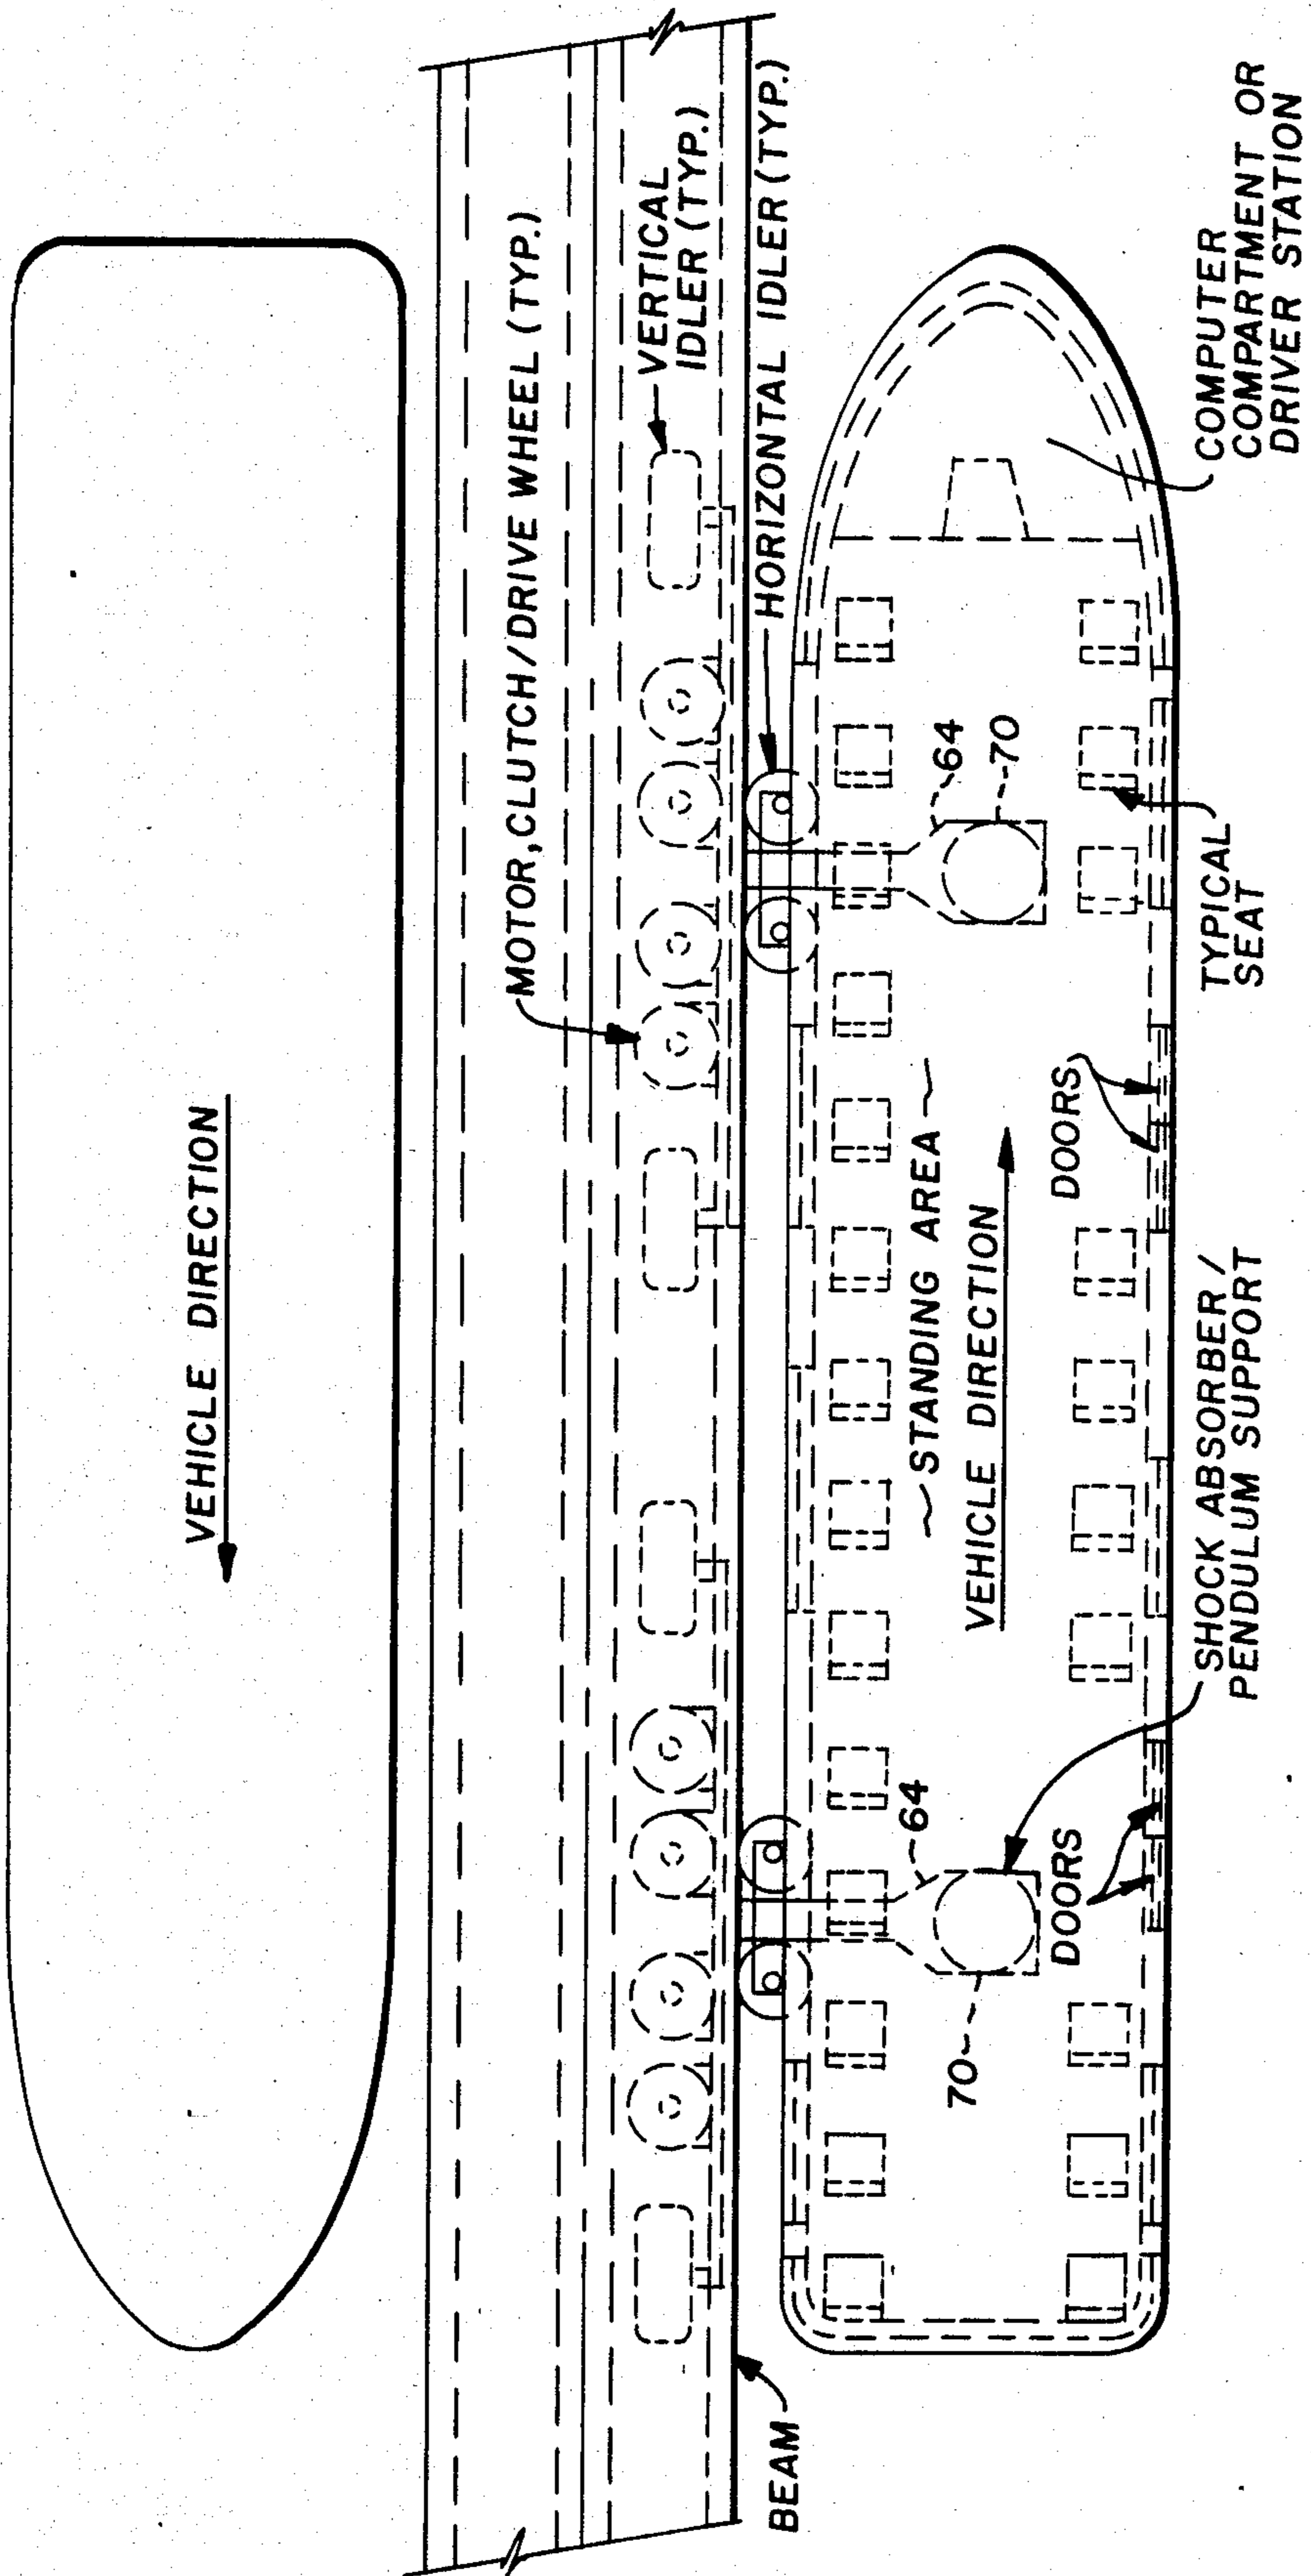 VEHICLE DIRECTION
MOTOR, CLUTCH/DRIVE WHEEL (TYP.)
VERTICAL
IDLER (TYP.)
HORIZONTAL IDLER (TYP.)
BEAM
64
70
64
70
~STANDING AREA~
VEHICLE DIRECTION
DOORS
DOORS
COMPUTER
COMPARTMENT OR
DRIVER STATION
TYPICAL
SEAT
SHOCK ABSORBER /
PENDULUM SUPPORT